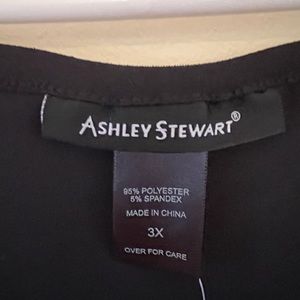 ASHLEY STEWART®
95% POLYESTER
5% SPANDEX
MADE IN CHINA
3X
OVER FOR CARE